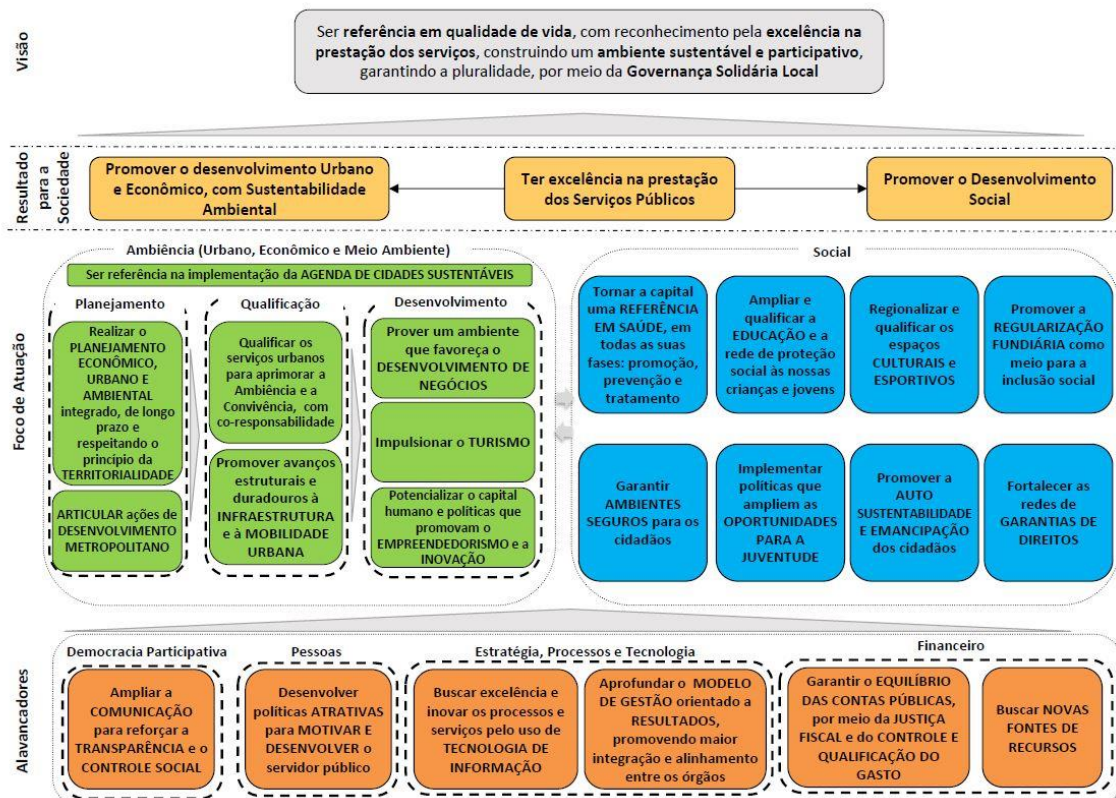 Visão
Ser referência em qualidade de vida, com reconhecimento pela excelência na
prestação dos serviços, construindo um ambiente sustentável e participativo,
garantindo a pluralidade, por meio da Governança Solidária Local
Resultado
para a
Sociedade
Promover o desenvolvimento Urbano
e Econômico, com Sustentabilidade
Ambiental
Ter excelência na prestação
dos Serviços Públicos
Promover o Desenvolvimento
Social
Foco de Atuação
Ambiência (Urbano, Econômico e Meio Ambiente)
Ser referência na implementação da AGENDA DE CIDADES SUSTENTÁVEIS
Planejamento
Realizar o
PLANEJAMENTO
ECONÔMICO,
URBANO E
AMBIENTAL
integrado, de longo
prazo e
respeitando o
princípio da
TERRITORIALIDADE
ARTICULAR ações de
DESENVOLVIMENTO
METROPOLITANO
Qualificação
Qualificar os
serviços urbanos
para aprimorar a
Ambiência e a
Convivência, com
co-responsabilidade
Promover avanços
estruturais e
duradouros à
INFRAESTRUTURA
e à MOBILIDADE
URBANA
Desenvolvimento
Prover um ambiente
que favoreça o
DESENVOLVIMENTO DE
NEGÓCIOS
Impulsionar o TURISMO
Potencializar o capital
humano e políticas que
promovam o
EMPREENDEDORISMO e a
INOVAÇÃO
Social
Tornar a capital
uma REFERÊNCIA
EM SAÚDE, em
todas as suas
fases: promoção,
prevenção e
tratamento
Ampliar e
qualificar a
EDUCAÇÃO e a
rede de proteção
social às nossas
crianças e jovens
Regionalizar e
qualificar os
espaços
CULTURAIS e
ESPORTIVOS
Promover a
REGULARIZAÇÃO
FUNDIÁRIA como
meio para a
inclusão social
Garantir
AMBIENTES
SEGUROS para os
cidadãos
Implementar
políticas que
ampliem as
OPORTUNIDADES
PARA A
JUVENTUDE
Promover a
AUTO
SUSTENTABILIDADE
E EMANCIPAÇÃO
dos cidadãos
Fortalecer as
redes de
GARANTIAS DE
DIREITOS
Alavancadores
Democracia Participativa
Ampliar a
COMUNICAÇÃO
para reforçar a
TRANSPARÊNCIA e o
CONTROLE SOCIAL
Pessoas
Desenvolver
políticas ATRATIVAS
para MOTIVAR E
DESENVOLVER o
servidor público
Estratégia, Processos e Tecnologia
Buscar excelência e
inovar os processos e
serviços pelo uso de
TECNOLOGIA DE
INFORMAÇÃO
Aprofundar o MODELO
DE GESTÃO orientado a
RESULTADOS,
promovendo maior
integração e alinhamento
entre os órgãos
Financeiro
Garantir o EQUILÍBRIO
DAS CONTAS PÚBLICAS,
por meio da JUSTIÇA
FISCAL e do CONTROLE E
QUALIFICAÇÃO DO
GASTO
Buscar NOVAS
FONTES DE
RECURSOS